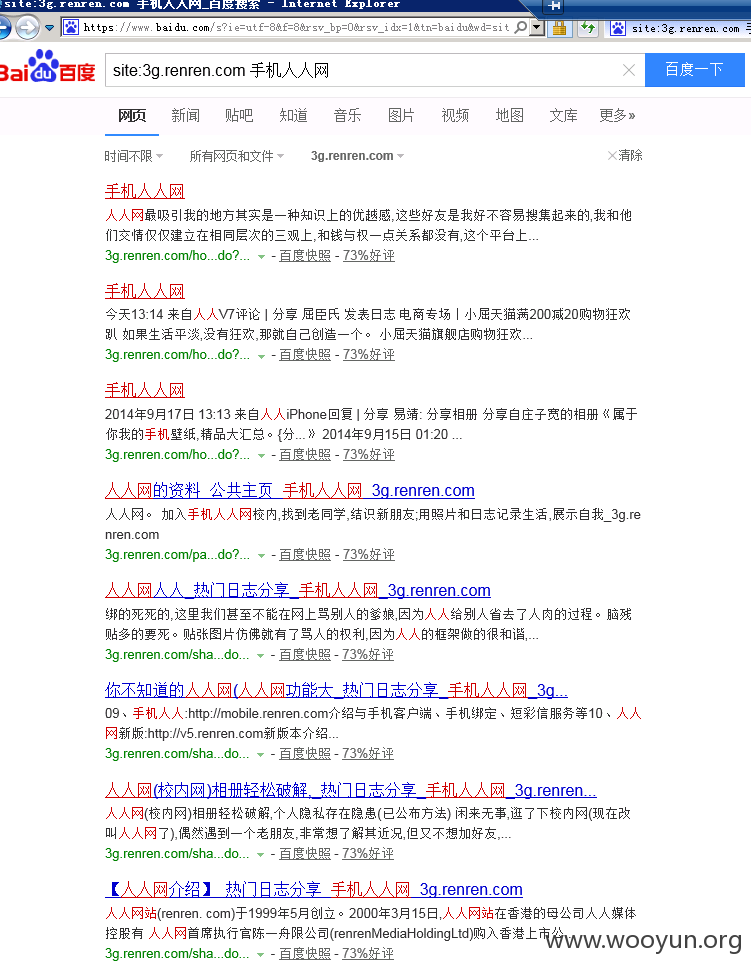 site:3g.renren.com 手机人人网_百度搜索 - Internet Explorer
https://www.baidu.com/s?ie=utf-8&f=8&rsv_bp=0&rsv_idx=1&tn=baidu&wd=sit
site:3g.renren.com
Bai du 百度
site:3g.renren.com 手机人人网
百度一下
网页 新闻 贴吧 知道 音乐 图片 视频 地图 文库 更多»
时间不限 所有网页和文件 3g.renren.com 清除
手机人人网
人人网最吸引我的地方其实是一种知识上的优越感,这些好友是我好不容易搜集起来的,我和他
们交情仅仅建立在相同层次的三观上,和钱与权一点关系都没有,这个平台上...
3g.renren.com/ho...do?... - 百度快照 - 73%好评
手机人人网
今天13:14 来自人人V7评论 | 分享 屈臣氏 发表日志 电商专场丨小屈天猫满200减20购物狂欢
趴 如果生活平淡,没有狂欢,那就自己创造一个。 小屈天猫旗舰店购物狂欢...
3g.renren.com/ho...do?... - 百度快照 - 73%好评
手机人人网
2014年9月17日 13:13 来自人人iPhone回复 | 分享 易靖: 分享相册 分享自庄子宽的相册《属于
你我的手机壁纸,精品大汇总。{分...》 2014年9月15日 01:20 ...
3g.renren.com/ho...do?... - 百度快照 - 73%好评
人人网的资料_公共主页_手机人人网_3g.renren.com
人人网。 加入手机人人网校内,找到老同学,结识新朋友;用照片和日志记录生活,展示自我_3g.re
nren.com
3g.renren.com/pa...do?... - 百度快照 - 73%好评
人人网人人_热门日志分享_手机人人网_3g.renren.com
绑的死死的,这里我们甚至不能在网上骂别人的爹娘,因为人人给别人省去了人肉的过程。脑残
贴多的要死。贴张图片仿佛就有了骂人的权利,因为人人的框架做的很和谐,...
3g.renren.com/sha...do... - 百度快照 - 73%好评
你不知道的人人网(人人网功能大_热门日志分享_手机人人网_3g...
09、手机人人:http://mobile.renren.com介绍与手机客户端、手机绑定、短彩信服务等10、人人
网新版:http://v5.renren.com新版本介绍...
3g.renren.com/sha...do... - 百度快照 - 73%好评
人人网(校内网)相册轻松破解,_热门日志分享_手机人人网_3g.renren...
人人网(校内网)相册轻松破解,个人隐私存在隐患(已公布方法) 闲来无事,逛了下校内网(现在改
叫人人网了),偶然遇到一个老朋友,非常想了解其近况,但又不想加好友,...
3g.renren.com/sha...do... - 百度快照 - 73%好评
【人人网介绍】_热门日志分享_手机人人网_3g.renren.com
人人网站(renren. com)于1999年5月创立。2000年3月15日,人人网站在香港的母公司人人媒体
控股有 人人网首席执行官陈一舟限公司(renrenMediaHoldingLtd)购入香港上市公
3g.renren.com/sha...do... - 百度快照 - 73%好评
www.wooyun.org